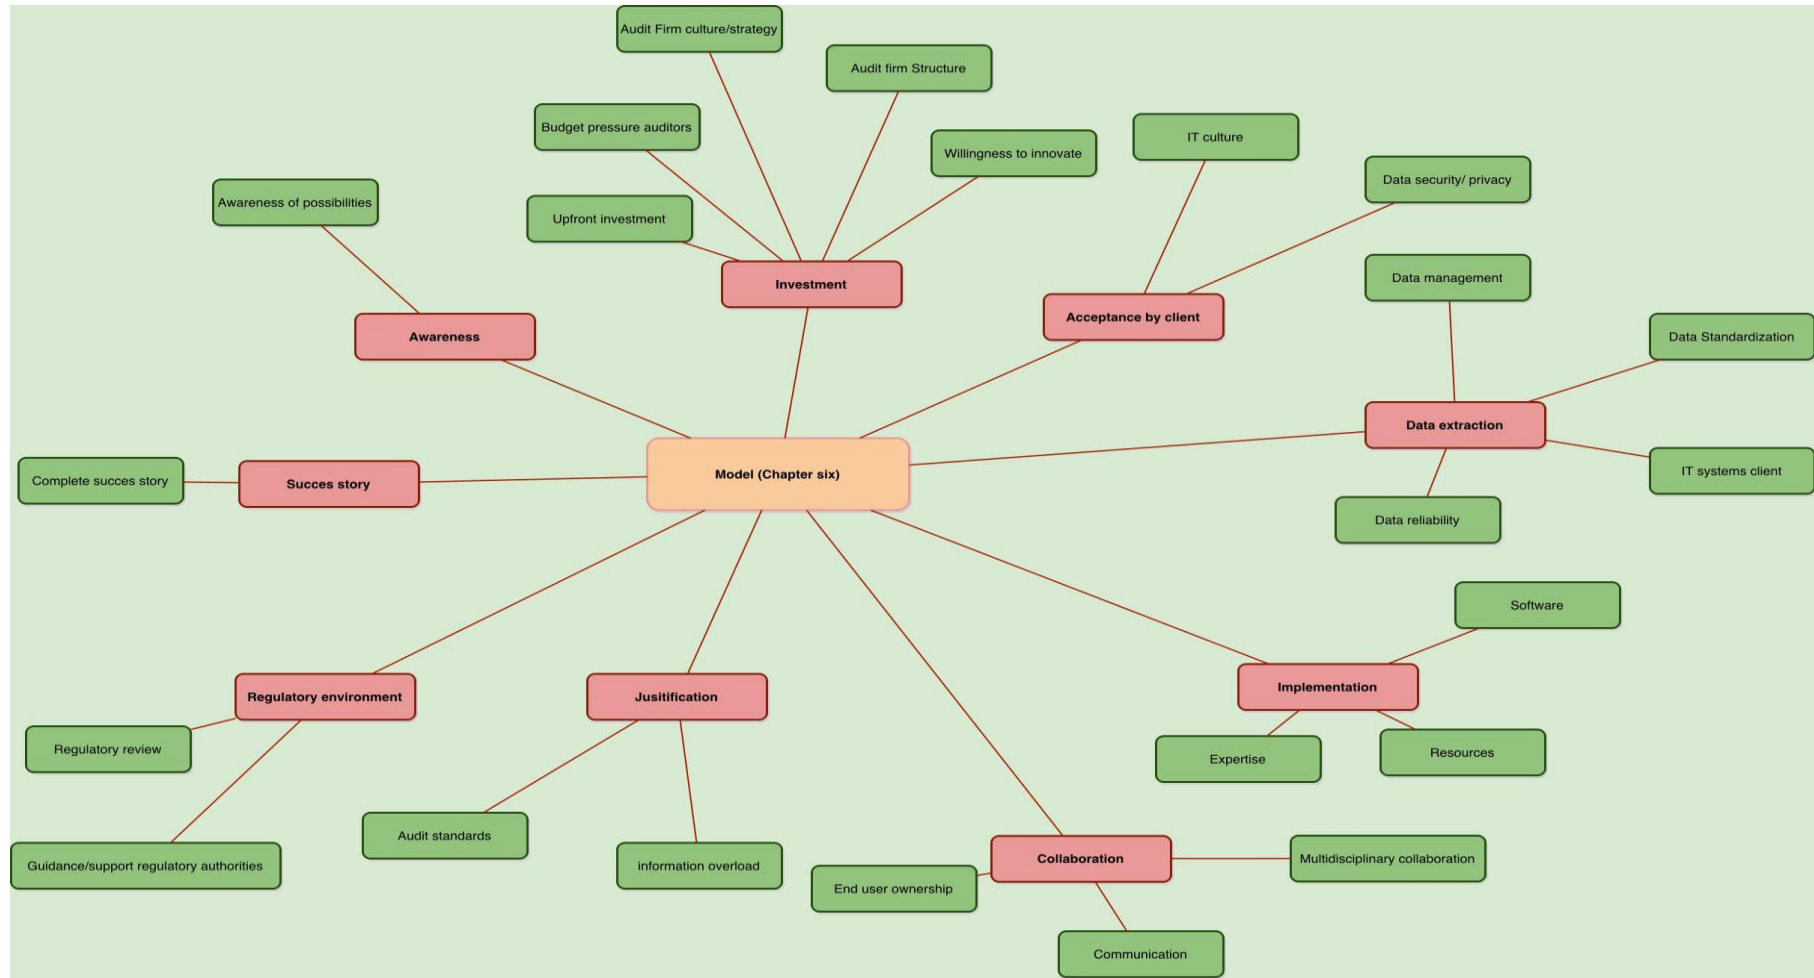 Audit Firm culture/strategy
Audit firm Structure
Budget pressure auditors
IT culture
Willingness to innovate
Data security/ privacy
Awareness of possibilities
Upfront investment
Data management
Investment
Acceptance by client
Awareness
Data Standardization
Data extraction
Model (Chapter six)
IT systems client
Complete succes story
Succes story
Data reliability
Software
Implementation
Regulatory environment
Jusitification
Regulatory review
Resources
Expertise
Audit standards
Collaboration
Multidisciplinary collaboration
Guidance/support regulatory authorities
information overload
End user ownership
Communication